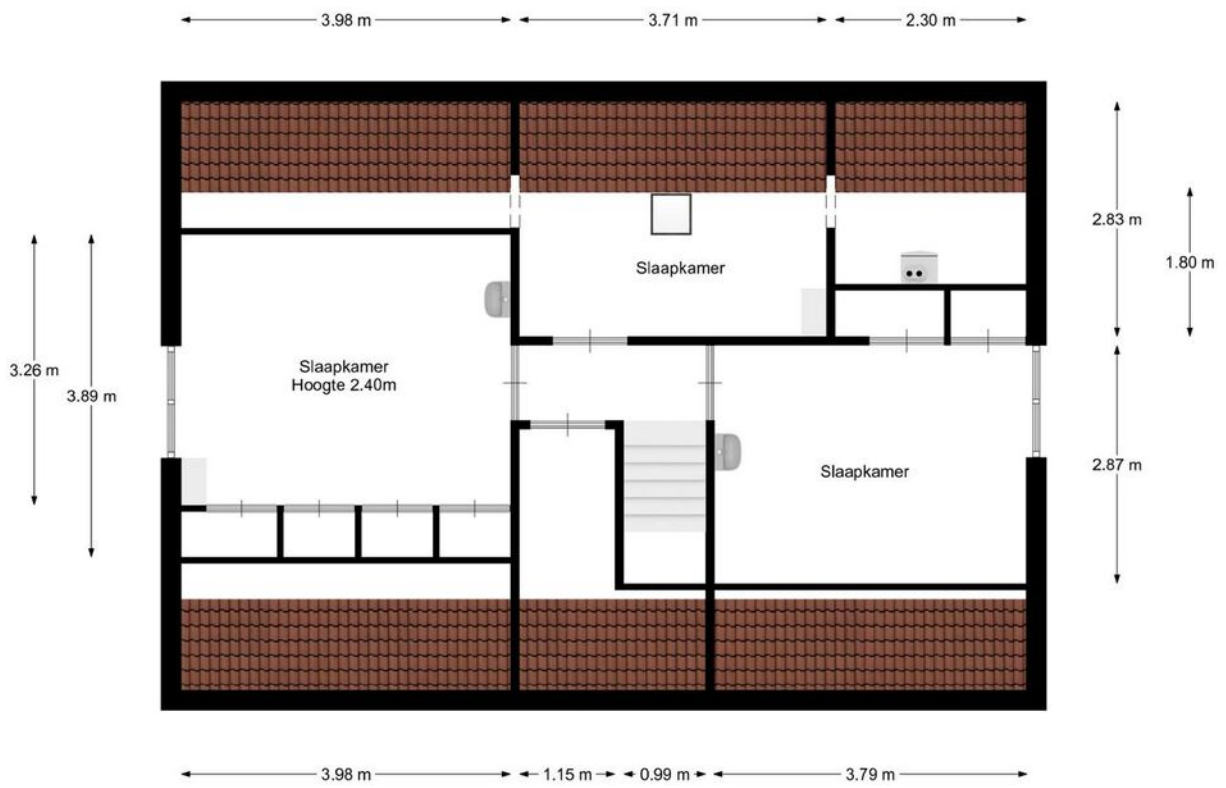 3.98 m
3.71 m
2.30 m
2.83 m
1.80 m
Slaapkamer
3.26 m
3.89 m
Slaapkamer
Hoogte 2.40m
Slaapkamer
2.87 m
3.98 m
1.15 m
0.99 m
3.79 m